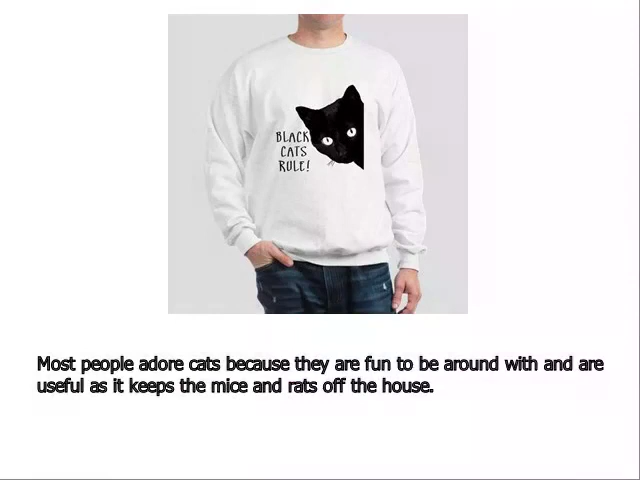 BLACK
CATS
RULE!
Most people adore cats because they are fun to be around with and are
useful as it keeps the mice and rats off the house.